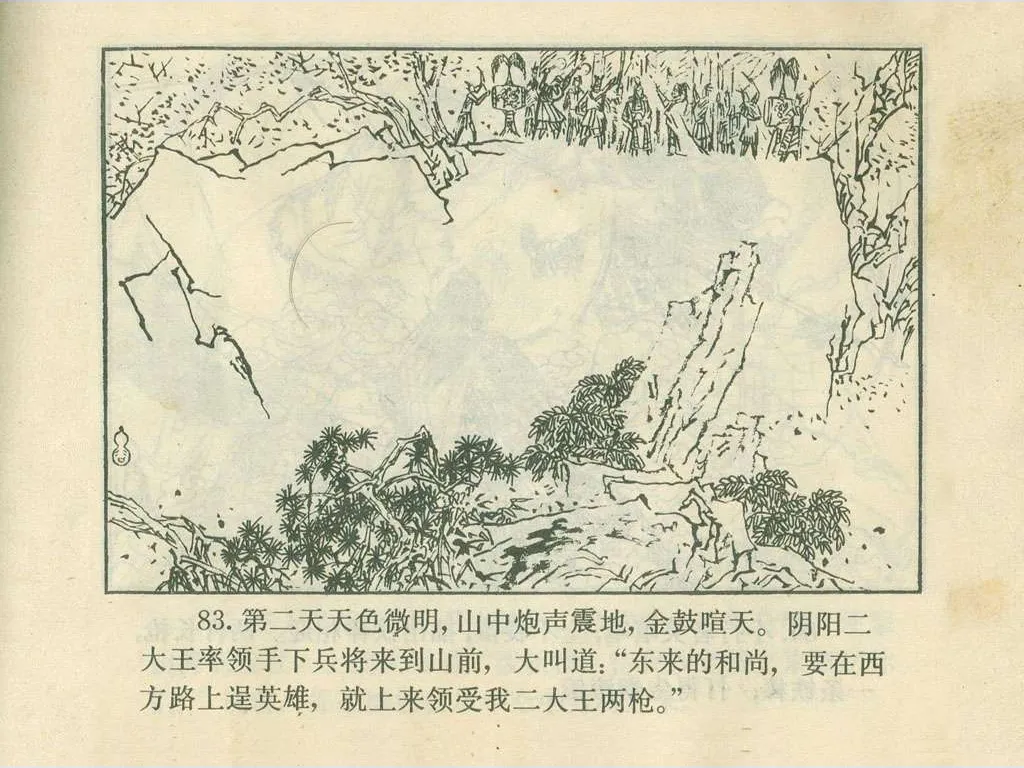 83. 第二天天色微明，山中炮声震地，金鼓喧天。阴阳二
大王率领手下兵将来到山前，大叫道：“东来的和尚，要在西
方路上逞英雄，就上来领受我二大王两枪。”